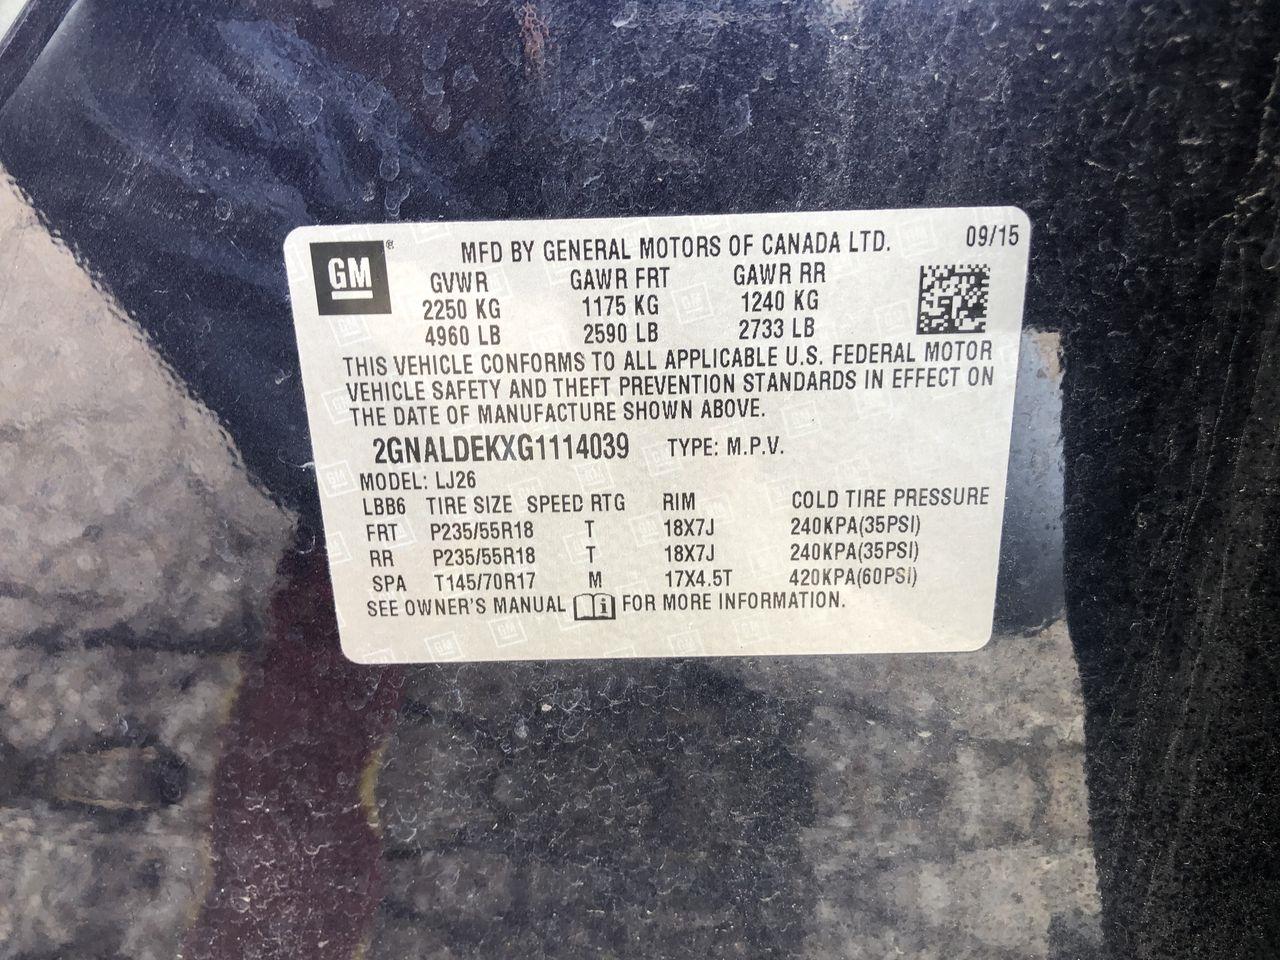 GM ® MFD BY GENERAL MOTORS OF CANADA LTD. 09/15
GVWR GAWR FRT GAWR RR
2250 KG 1175 KG 1240 KG
4960 LB 2590 LB 2733 LB
THIS VEHICLE CONFORMS TO ALL APPLICABLE U.S. FEDERAL MOTOR
VEHICLE SAFETY AND THEFT PREVENTION STANDARDS IN EFFECT ON
THE DATE OF MANUFACTURE SHOWN ABOVE.
2GNALDEKXG1114039 TYPE: M.P.V.
MODEL: LJ26
LBB6 TIRE SIZE SPEED RTG RIM COLD TIRE PRESSURE
FRT P235/55R18 T 18X7J 240KPA(35PSI)
RR P235/55R18 T 18X7J 240KPA(35PSI)
SPA T145/70R17 M 17X4.5T 420KPA(60PSI)
SEE OWNER'S MANUAL i FOR MORE INFORMATION.